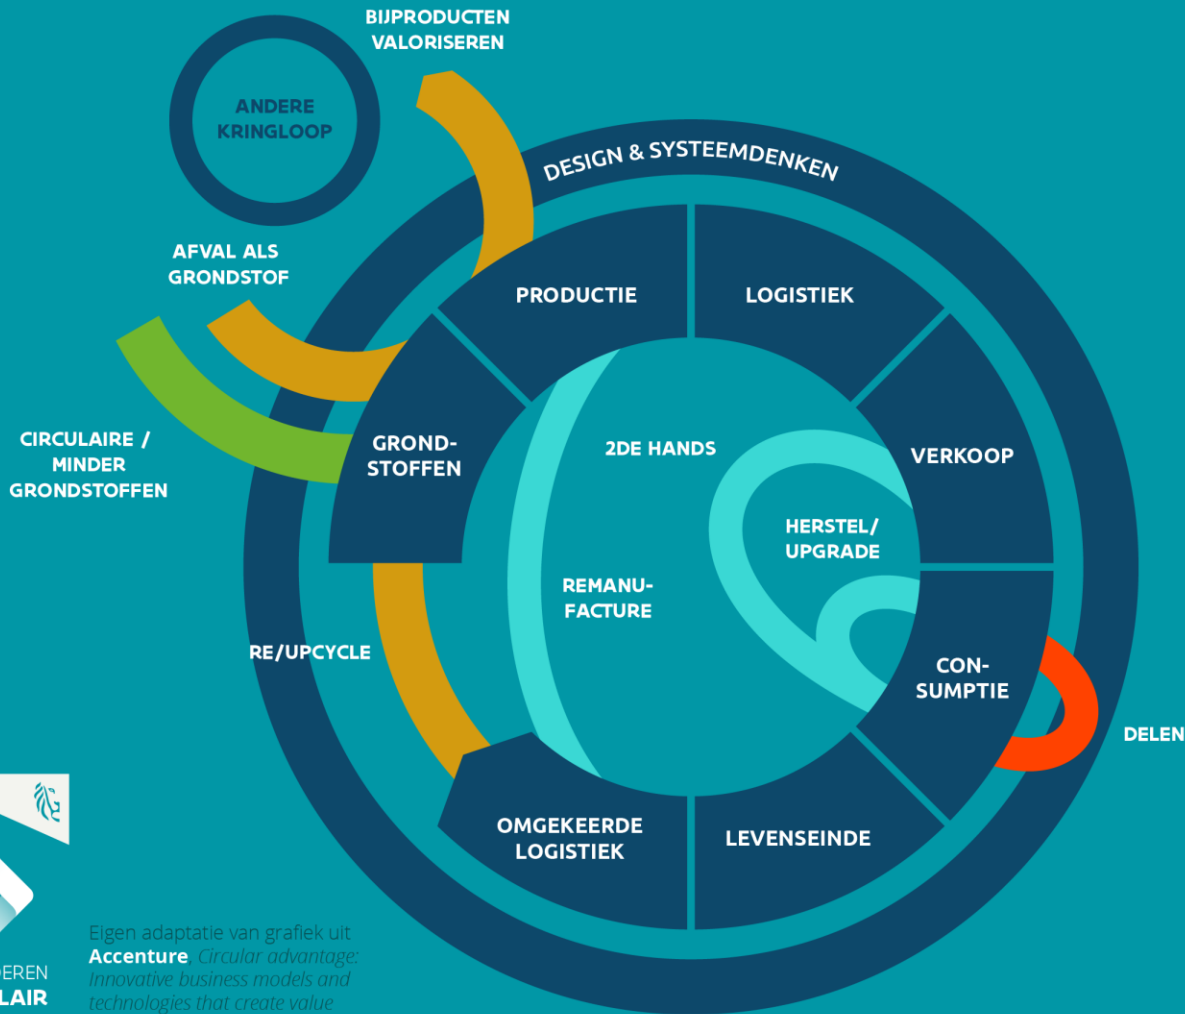 BIJPRODUCTEN
VALORISEREN
ANDERE
KRINGLOOP
DESIGN & SYSTEEMDENKEN
AFVAL ALS
GRONDSTOF
PRODUCTIE
LOGISTIEK
CIRCULAIRE /
MINDER
GRONDSTOFFEN
GROND-
STOFFEN
2DE HANDS
VERKOOP
HERSTEL/
UPGRADE
REMANU-
FACTURE
RE/UPCYCLE
CON-
SUMPTIE
DELEN
OMGEKEERDE
LOGISTIEK
LEVENSEINDE
Eigen adaptatie van grafiek uit
Accenture Circular advantage:
Innovative business models and
technologies that create value
DEREN
LAIR